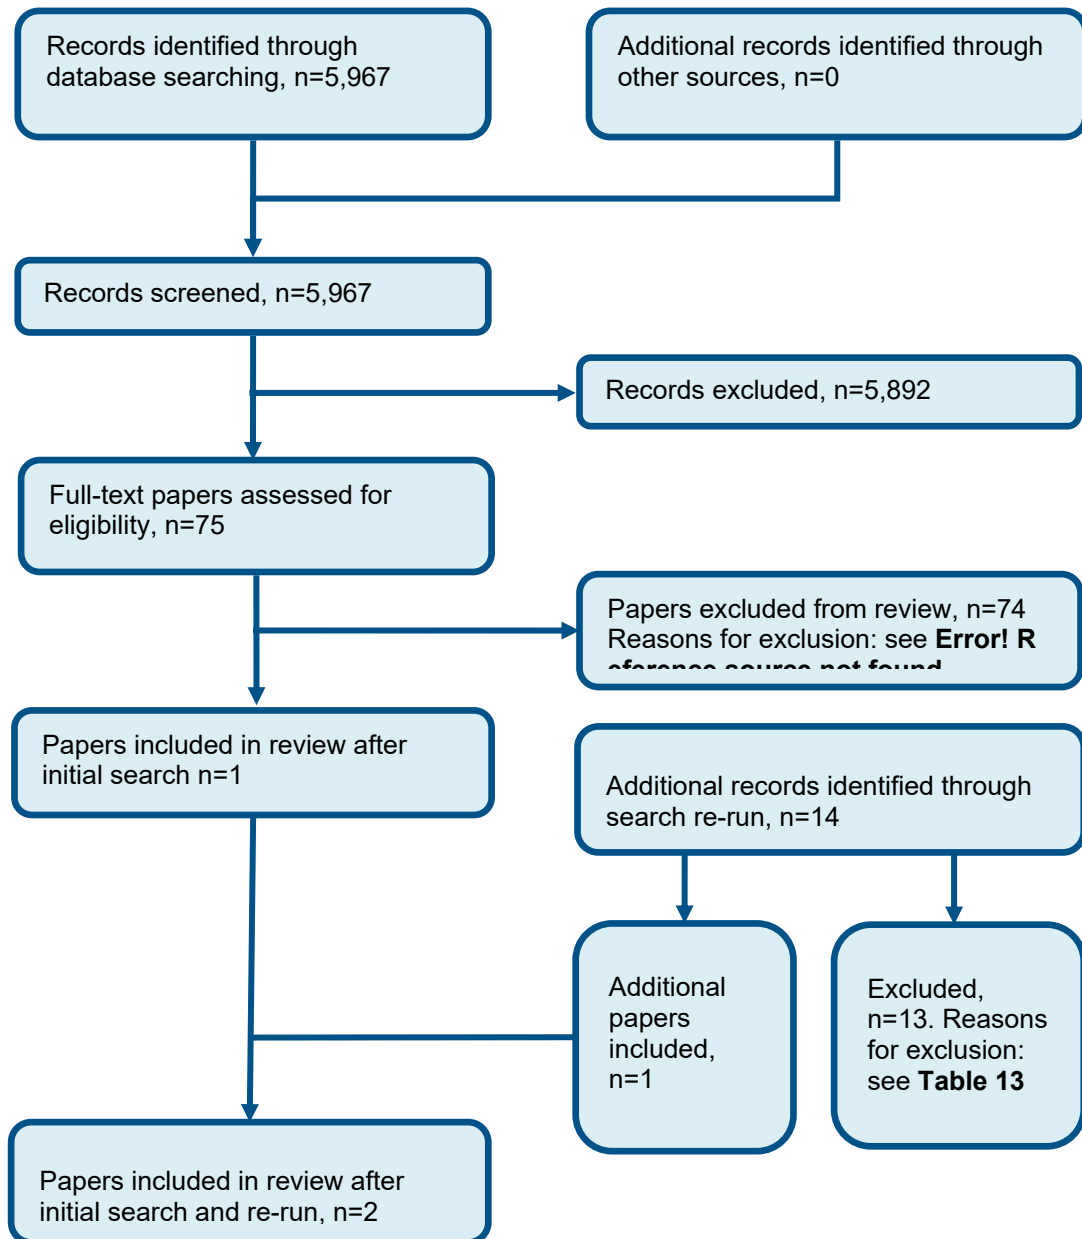 Records identified through
database searching, n=5,967
Additional records identified through
other sources, n=0
Records screened, n=5,967
Records excluded, n=5,892
Full-text papers assessed for
eligibility, n=75
Papers excluded from review, n=74
Reasons for exclusion: see Error! R
eference source not found
Papers included in review after
initial search n=1
Additional records identified through
search re-run, n=14
Additional
papers
included,
n=1
Excluded,
n=13. Reasons
for exclusion:
see Table 13
Papers included in review after
initial search and re-run, n=2